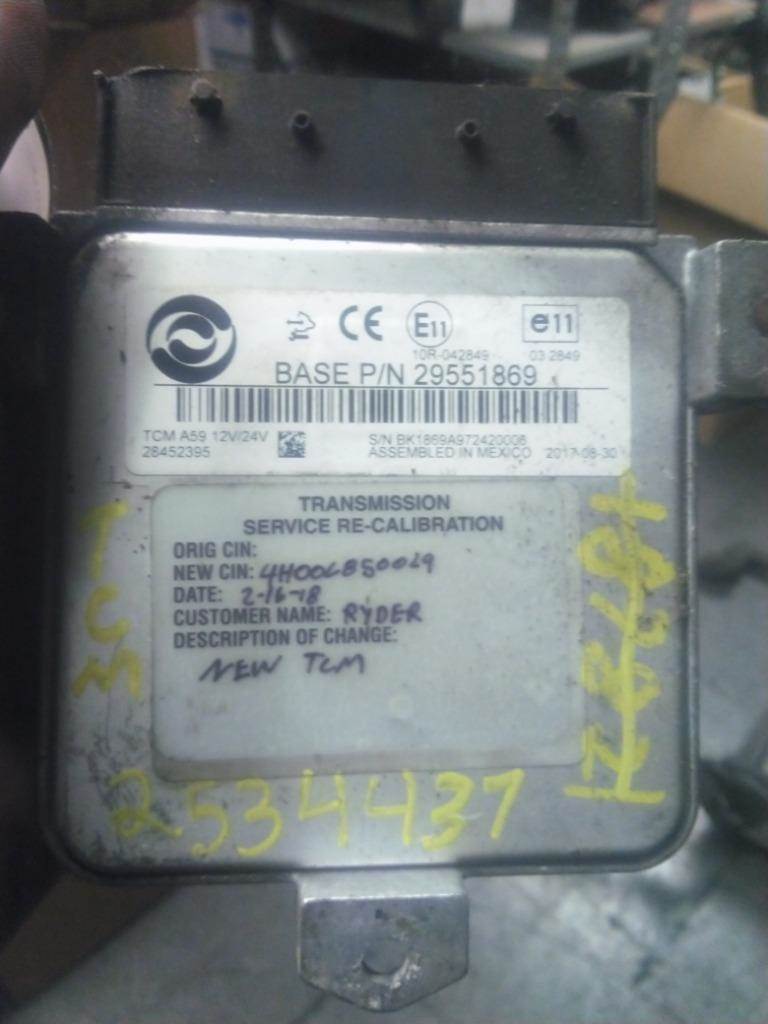 CE E11 e11
10R-042849 03 2849
BASE P/N 29551869
TCM A59 12V/24V S/N BK1869A972420006
28452395 ASSEMBLED IN MEXICO 2017-08-30
TRANSMISSION
SERVICE RE-CALIBRATION
ORIG CIN:
NEW CIN:
DATE: 2-16-18
CUSTOMER NAME: RYDER
DESCRIPTION OF CHANGE:
NEW TCM
TCM
2534437